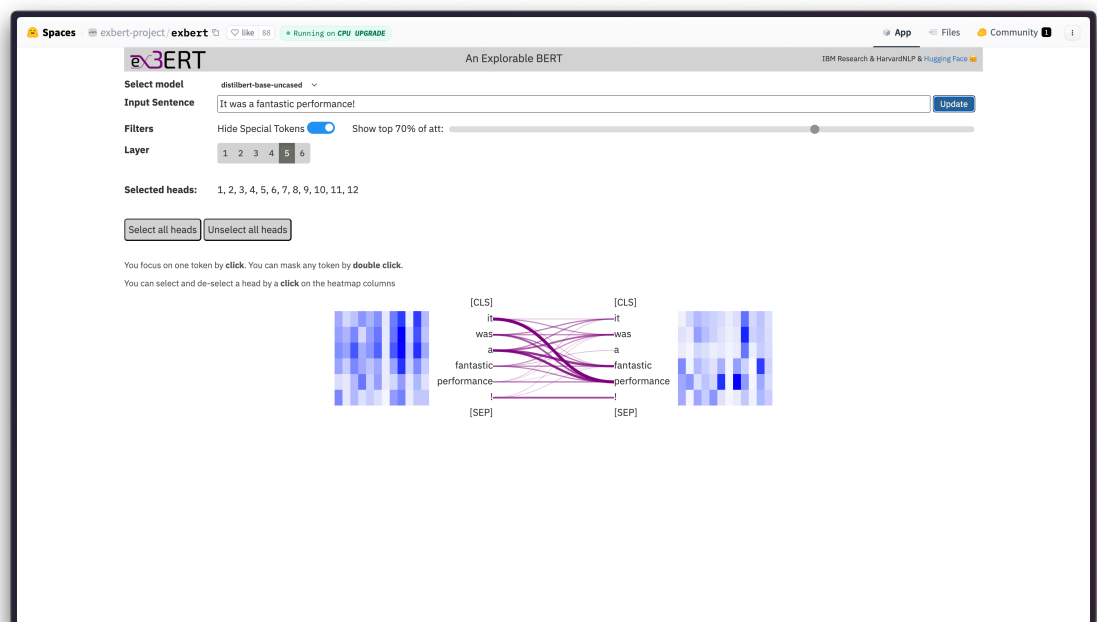 Spaces exbert-project/exbert like 88 Running on CPU UPGRADE App Files Community 1
exBERT An Explorable BERT IBM Research & HarvardNLP & Hugging Face
Select model distilbert-base-uncased
Input Sentence It was a fantastic performance! Update
Filters Hide Special Tokens Show top 70% of att:
Layer 1 2 3 4 5 6
Selected heads: 1, 2, 3, 4, 5, 6, 7, 8, 9, 10, 11, 12
Select all heads Unselect all heads
You focus on one token by click. You can mask any token by double click.
You can select and de-select a head by a click on the heatmap columns
[CLS] [CLS]
it it
was was
a a
fantastic fantastic
performance performance
! !
[SEP] [SEP]